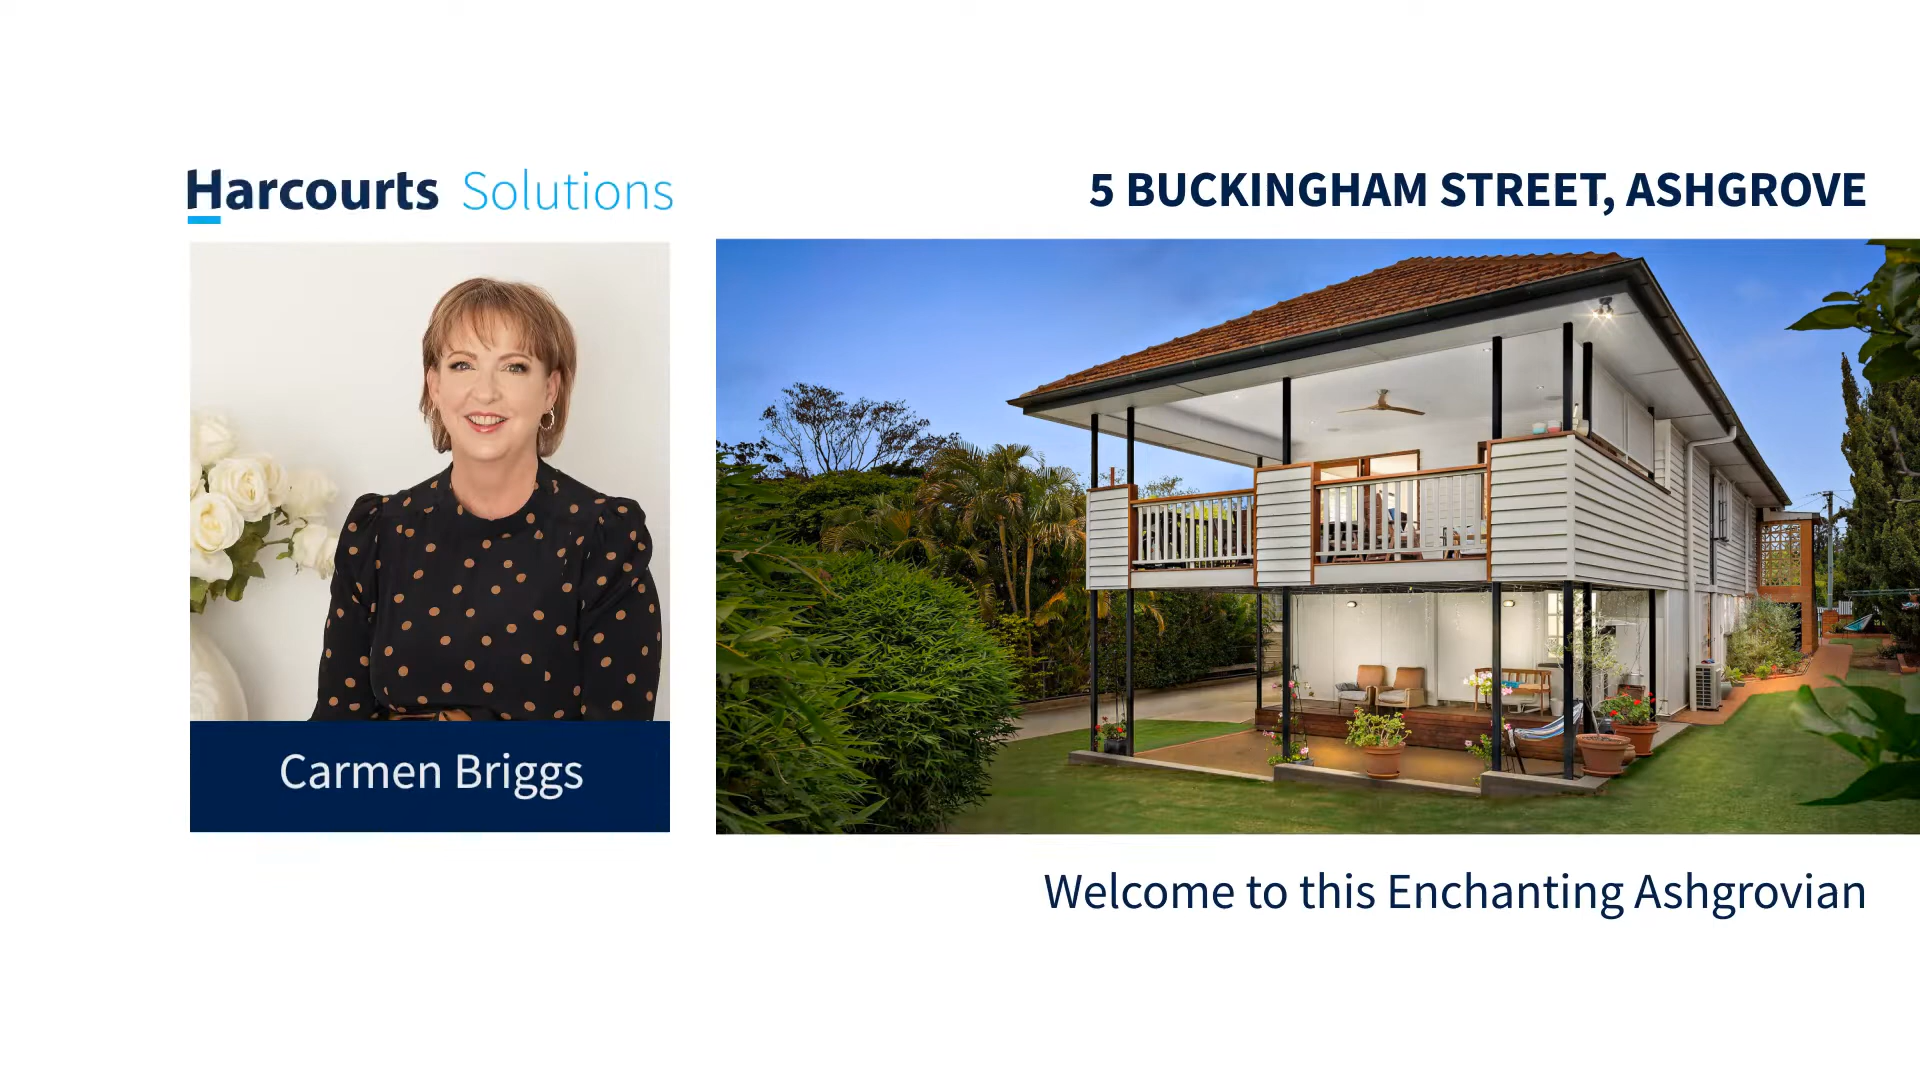 Harcourts Solutions
5 BUCKINGHAM STREET, ASHGROVE
Carmen Briggs
Welcome to this Enchanting Ashgrovian